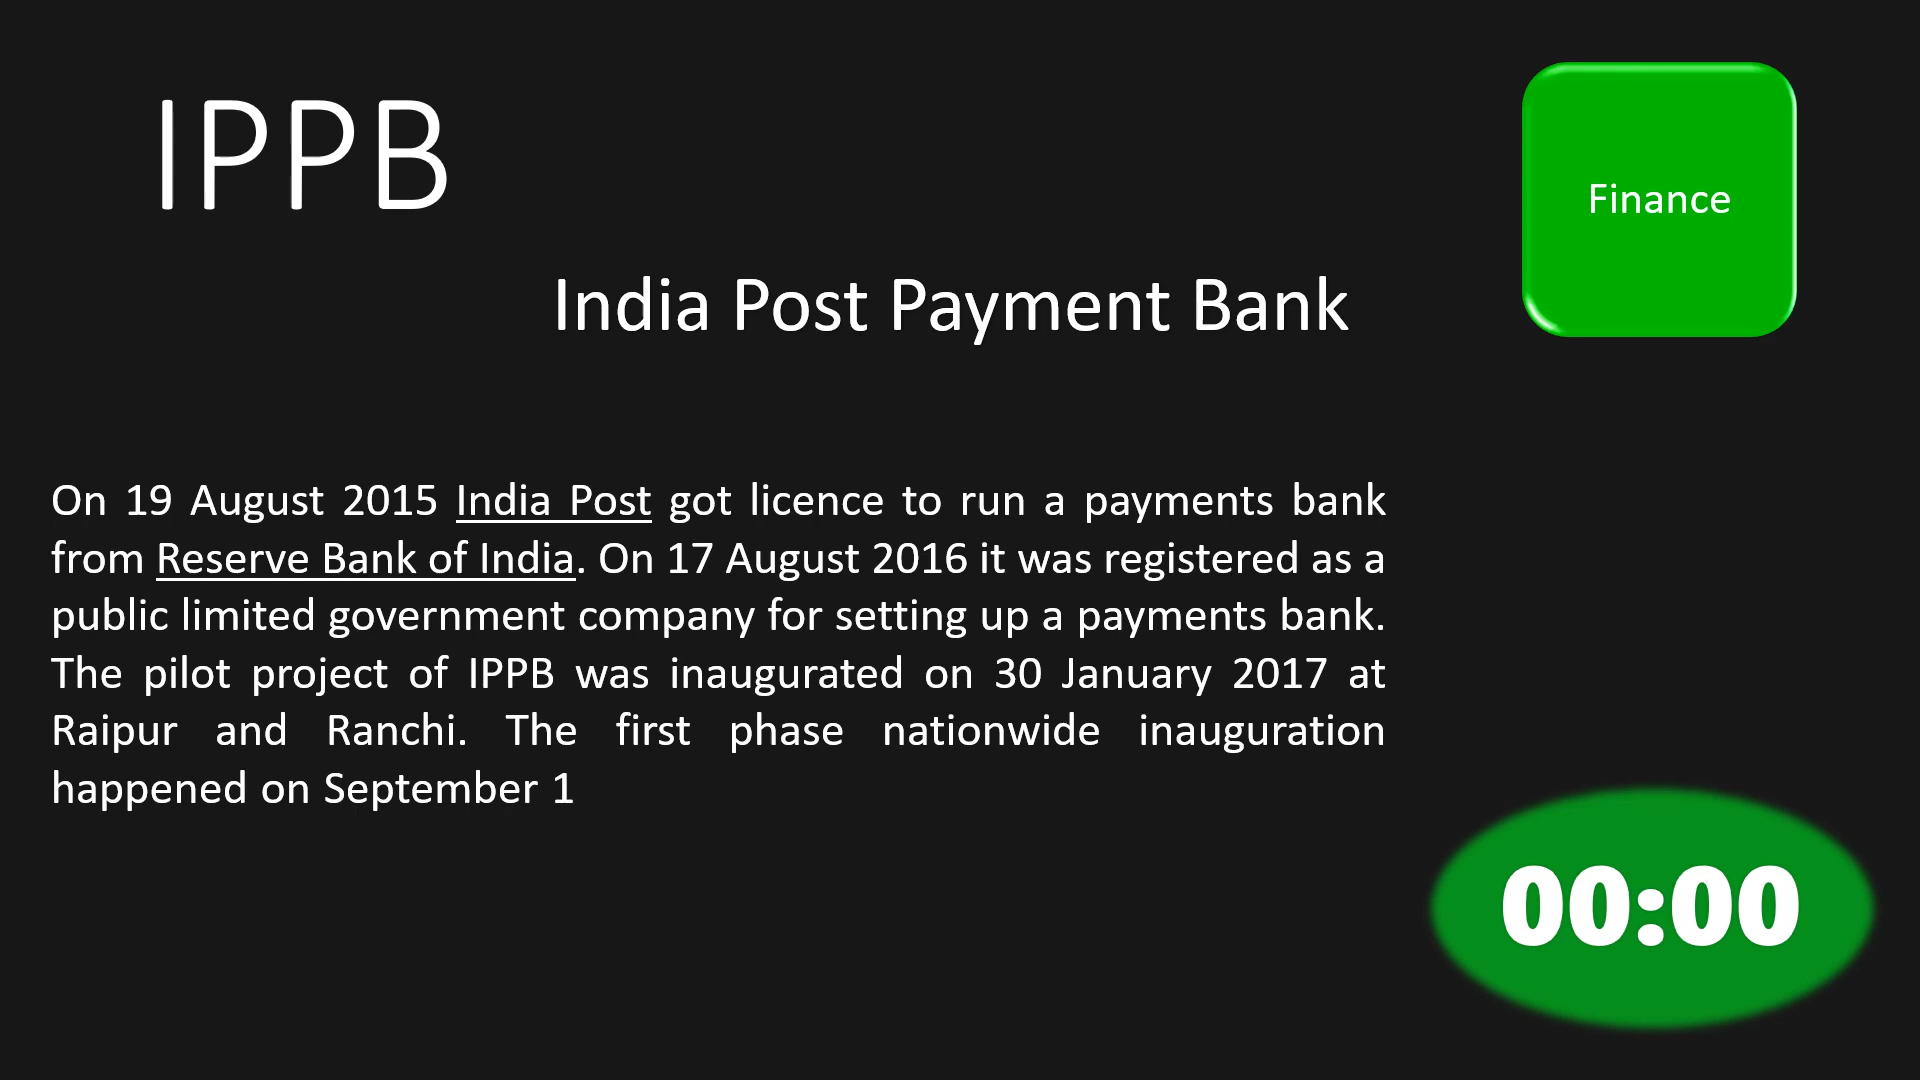 IPPB
Finance
India Post Payment Bank
On 19 August 2015 India Post got licence to run a payments bank
from Reserve Bank of India. On 17 August 2016 it was registered as a
public limited government company for setting up a payments bank.
The pilot project of IPPB was inaugurated on 30 January 2017 at
Raipur and Ranchi. The first phase nationwide inauguration
happened on September 1
00:00